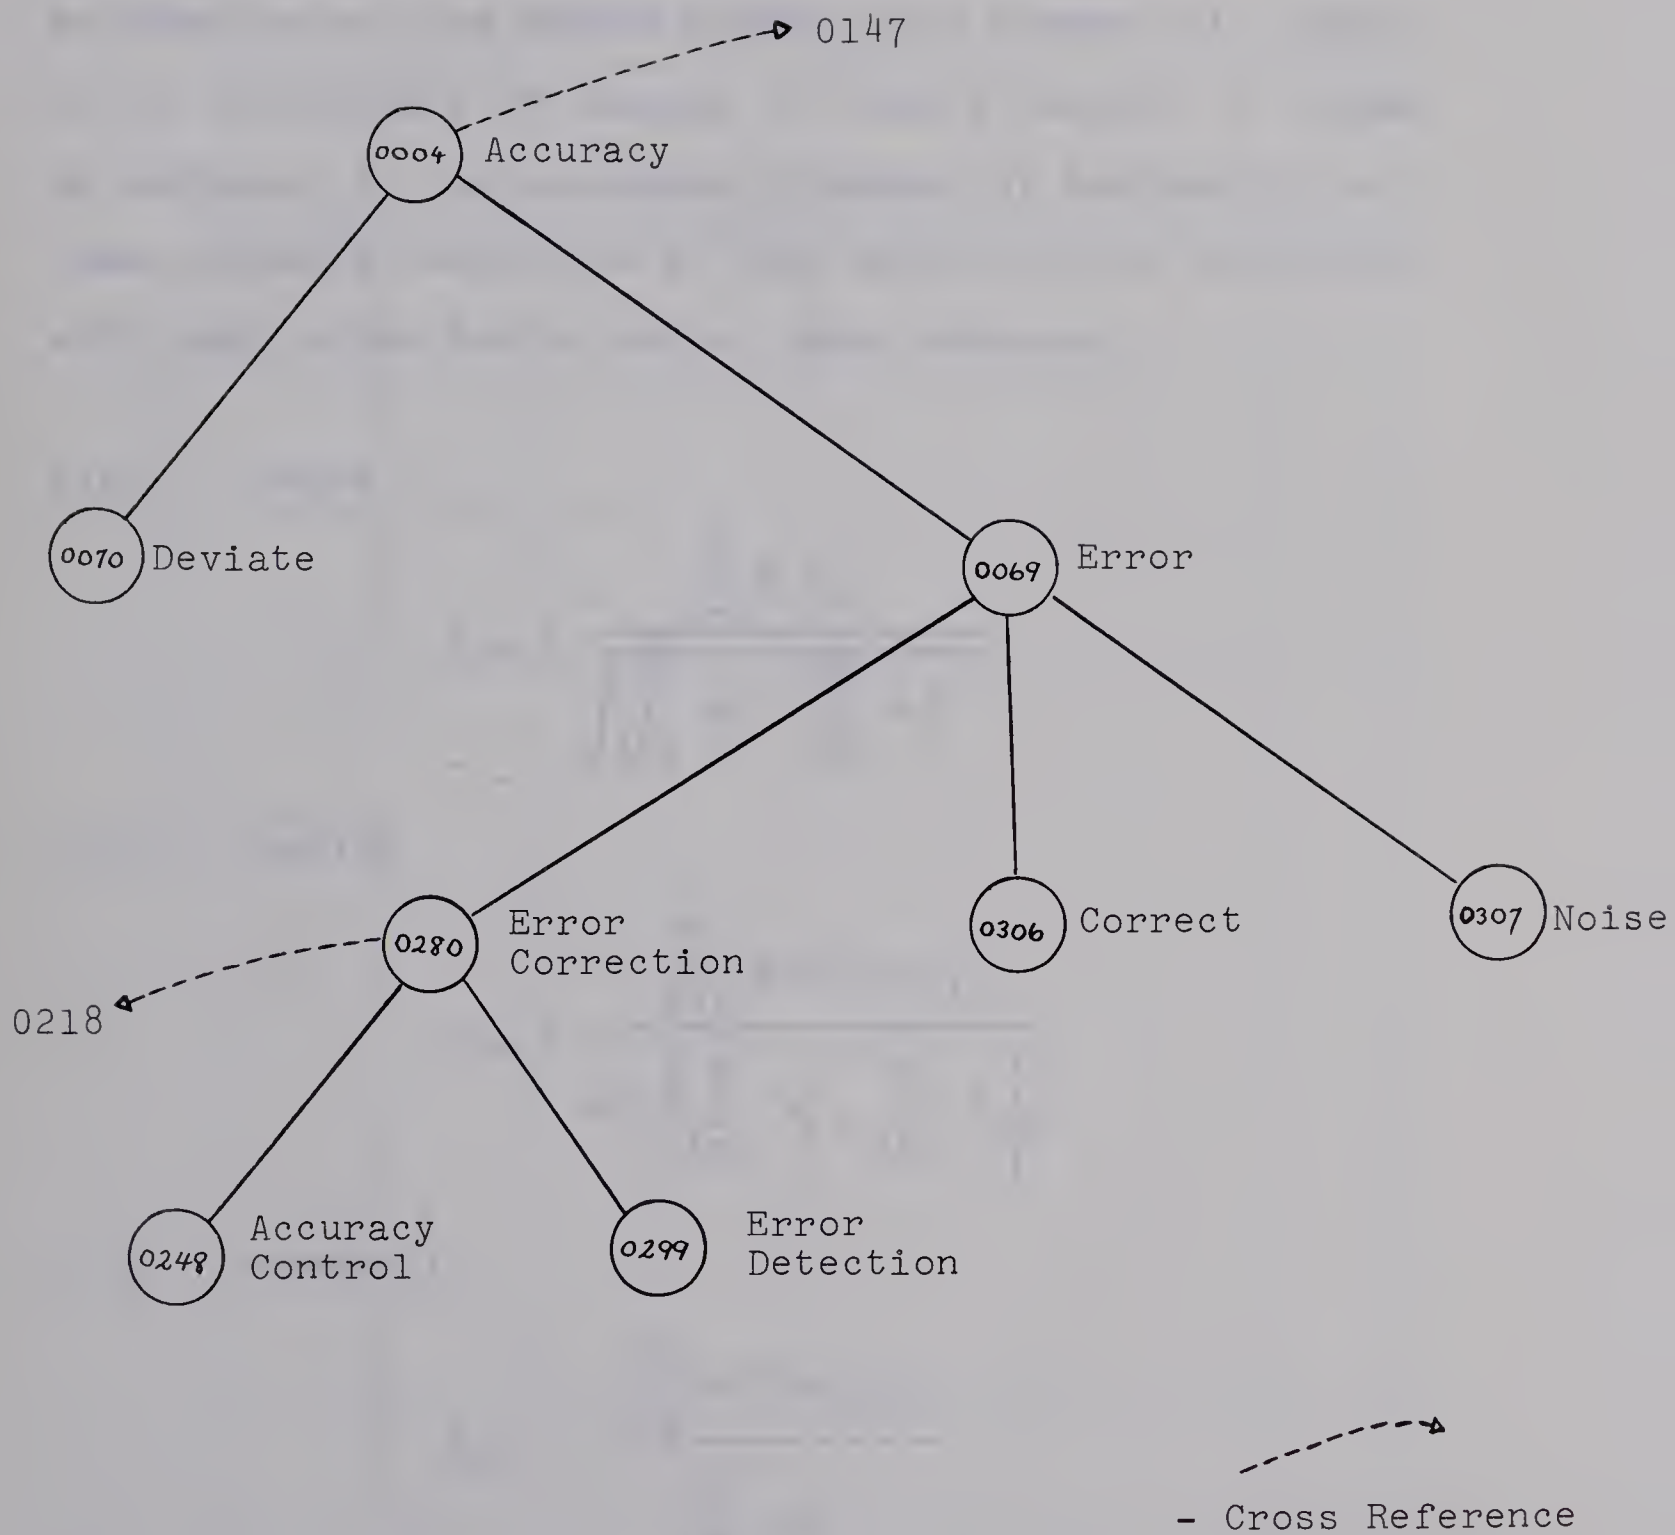 0147
0004 Accuracy
0070 Deviate
0069 Error
0280 Error
Correction
0306 Correct
0307 Noise
0218
0248 Accuracy
Control
0299 Error
Detection
- Cross Reference